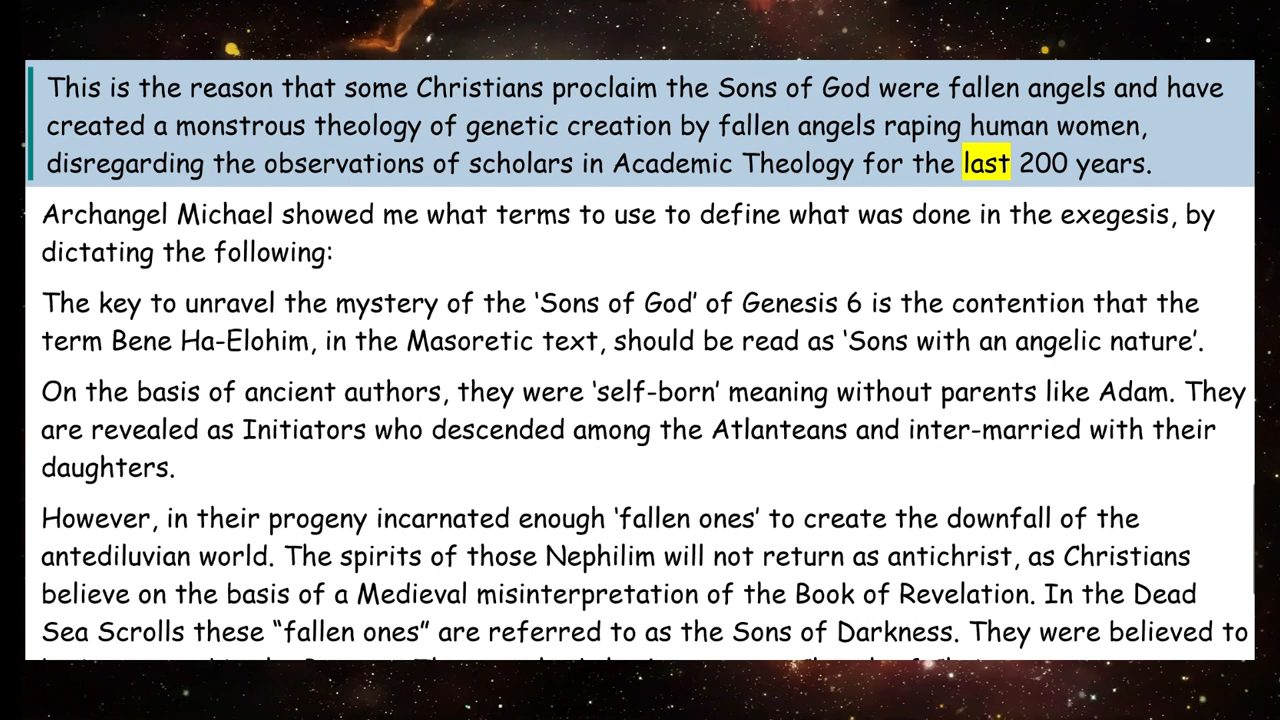 This is the reason that some Christians proclaim the Sons of God were fallen angels and have
created a monstrous theology of genetic creation by fallen angels raping human women,
disregarding the observations of scholars in Academic Theology for the last 200 years.
Archangel Michael showed me what terms to use to define what was done in the exegesis, by
dictating the following:
The key to unravel the mystery of the ‘Sons of God’ of Genesis 6 is the contention that the
term Bene Ha-Elohim, in the Masoretic text, should be read as ‘Sons with an angelic nature’.
On the basis of ancient authors, they were ‘self-born’ meaning without parents like Adam. They
are revealed as Initiators who descended among the Atlanteans and inter-married with their
daughters.
However, in their progeny incarnated enough ‘fallen ones’ to create the downfall of the
antediluvian world. The spirits of those Nephilim will not return as antichrist, as Christians
believe on the basis of a Medieval misinterpretation of the Book of Revelation. In the Dead
Sea Scrolls these “fallen ones” are referred to as the Sons of Darkness. They were believed to